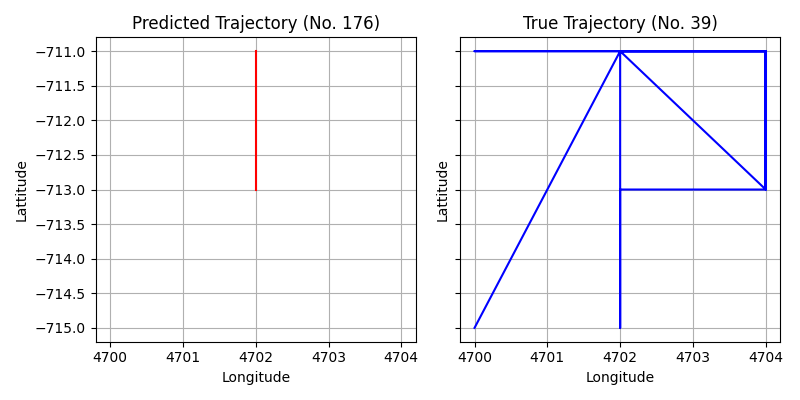 Predicted Trajectory (No. 176)
True Trajectory (No. 39)
−711.0
−711.5
−712.0
−712.5
−713.0
−713.5
−714.0
−714.5
−715.0
Lattitude
Lattitude
4700 4701 4702 4703 4704
4700 4701 4702 4703 4704
Longitude
Longitude